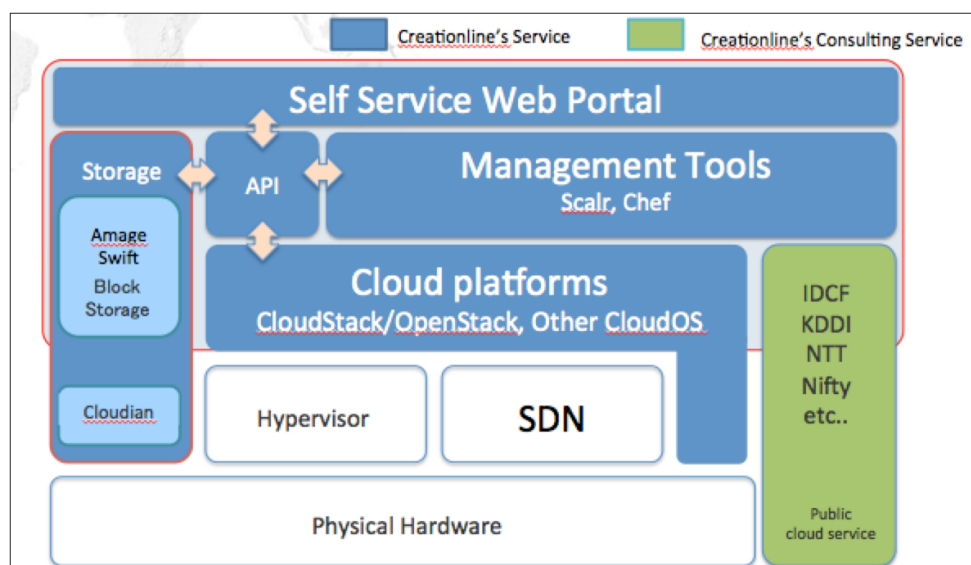 Creationline's Service
Creationline's Consulting Service
Self Service Web Portal
Storage
Amage
Swift
Block
Storage
Cloudian
API
Management Tools
Scalr, Chef
Cloud platforms
CloudStack/OpenStack, Other CloudOS
Hypervisor
SDN
Physical Hardware
IDCF
KDDI
NTT
Nifty
etc..
Public
cloud service